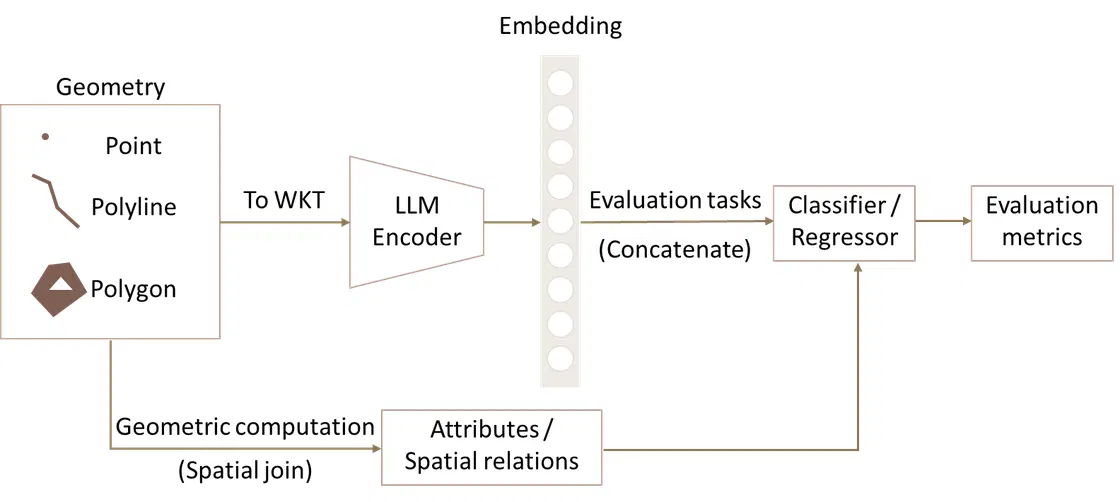 Embedding
Geometry
Point
Polyline
Polygon
To WKT
LLM
Encoder
Evaluation tasks
(Concatenate)
Classifier /
Regressor
Evaluation
metrics
Geometric computation
(Spatial join)
Attributes /
Spatial relations